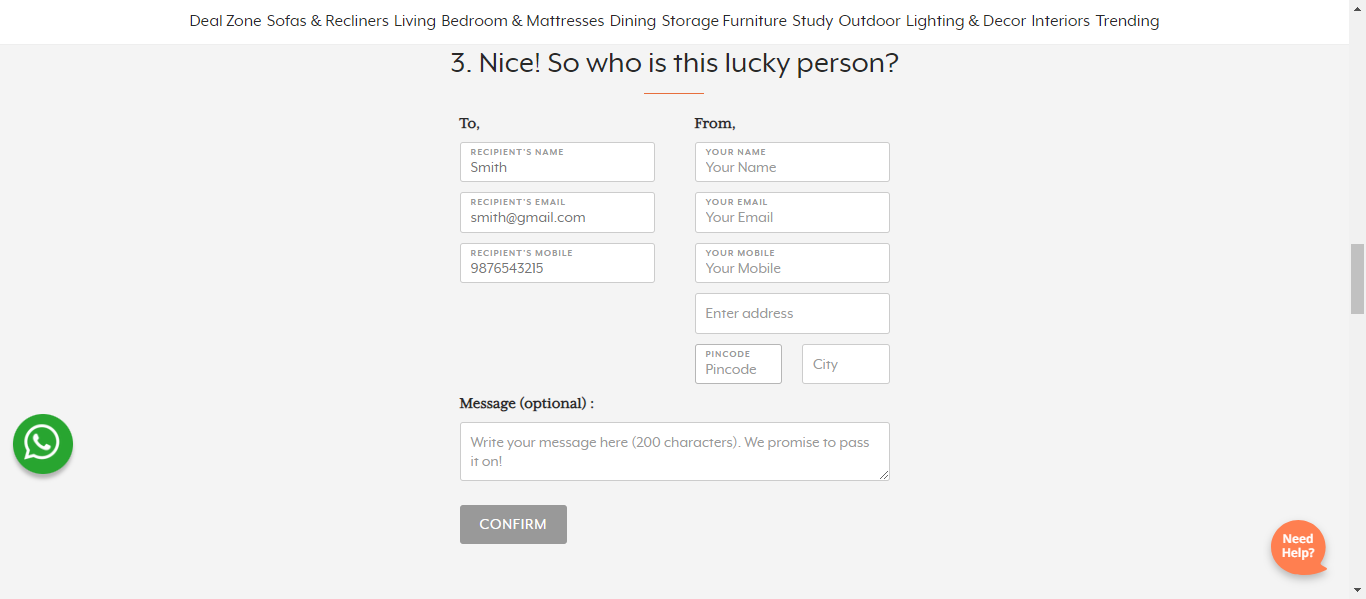 Deal Zone Sofas & Recliners Living Bedroom & Mattresses Dining Storage Furniture Study Outdoor Lighting & Decor Interiors Trending
3. Nice! So who is this lucky person?
To,
RECIPIENT'S NAME
Smith
RECIPIENT'S EMAIL
smith@gmail.com
RECIPIENT'S MOBILE
9876543215
From,
YOUR NAME
Your Name
YOUR EMAIL
Your Email
YOUR MOBILE
Your Mobile
Enter address
PINCODE
Pincode
City
Message (optional) :
Write your message here (200 characters). We promise to pass
it on!
CONFIRM
Need
Help?